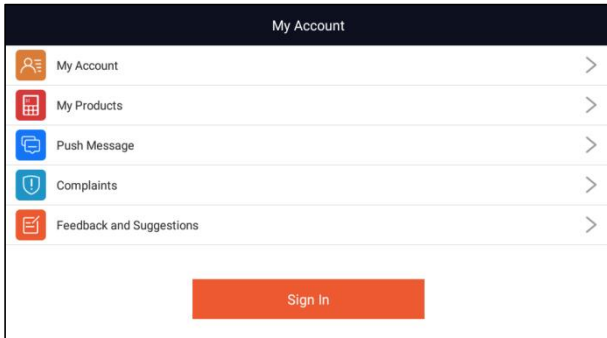 My Account
My Account
My Products
Push Message
Complaints
Feedback and Suggestions
Sign In